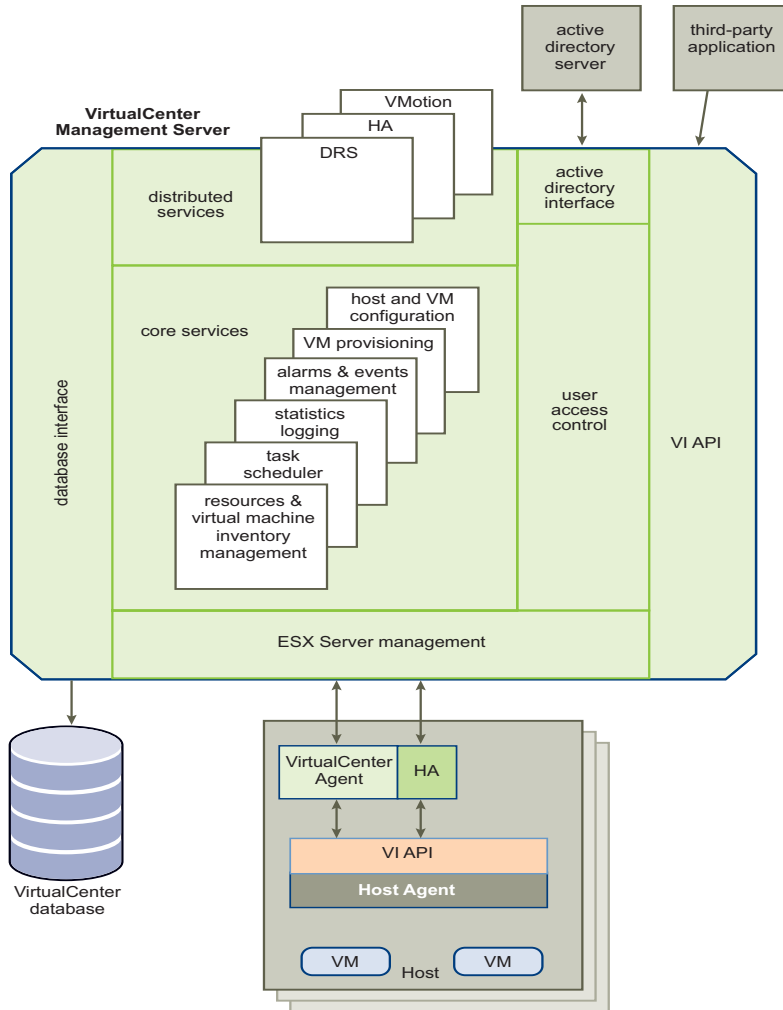 active
directory
server
third-party
application
VirtualCenter
Management Server
VMotion
HA
DRS
distributed
services
active
directory
interface
host and VM
configuration
core services
VM provisioning
alarms & events
management
statistics
logging
task
scheduler
resources &
virtual machine
inventory
management
user
access
control
VI API
database interface
ESX Server management
VirtualCenter
Agent
HA
VI API
Host Agent
VM
Host
VM
VirtualCenter
database